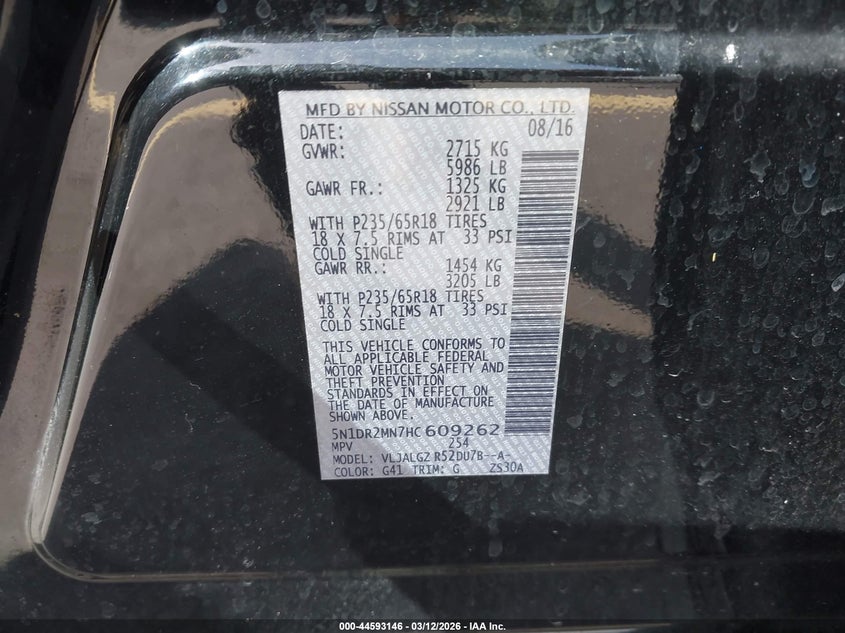 MFD BY NISSAN MOTOR CO., LTD.
DATE: 08/16
GVWR: 2715 KG
5986 LB
GAWR FR.: 1325 KG
2921 LB
WITH P235/65R18 TIRES
18 X 7.5 RIMS AT 33 PSI
COLD SINGLE
GAWR RR.: 1454 KG
3205 LB
WITH P235/65R18 TIRES
18 X 7.5 RIMS AT 33 PSI
COLD SINGLE
THIS VEHICLE CONFORMS TO
ALL APPLICABLE FEDERAL
MOTOR VEHICLE SAFETY AND
THEFT PREVENTION
STANDARDS IN EFFECT ON
THE DATE OF MANUFACTURE
SHOWN ABOVE.
5N1DR2MN7HC 609262
MPV 254
MODEL: VLJALGZ R52DU7B--A-
COLOR: G41 TRIM: G ZS30A
000-44593146 - 03/12/2026 - IAA Inc.